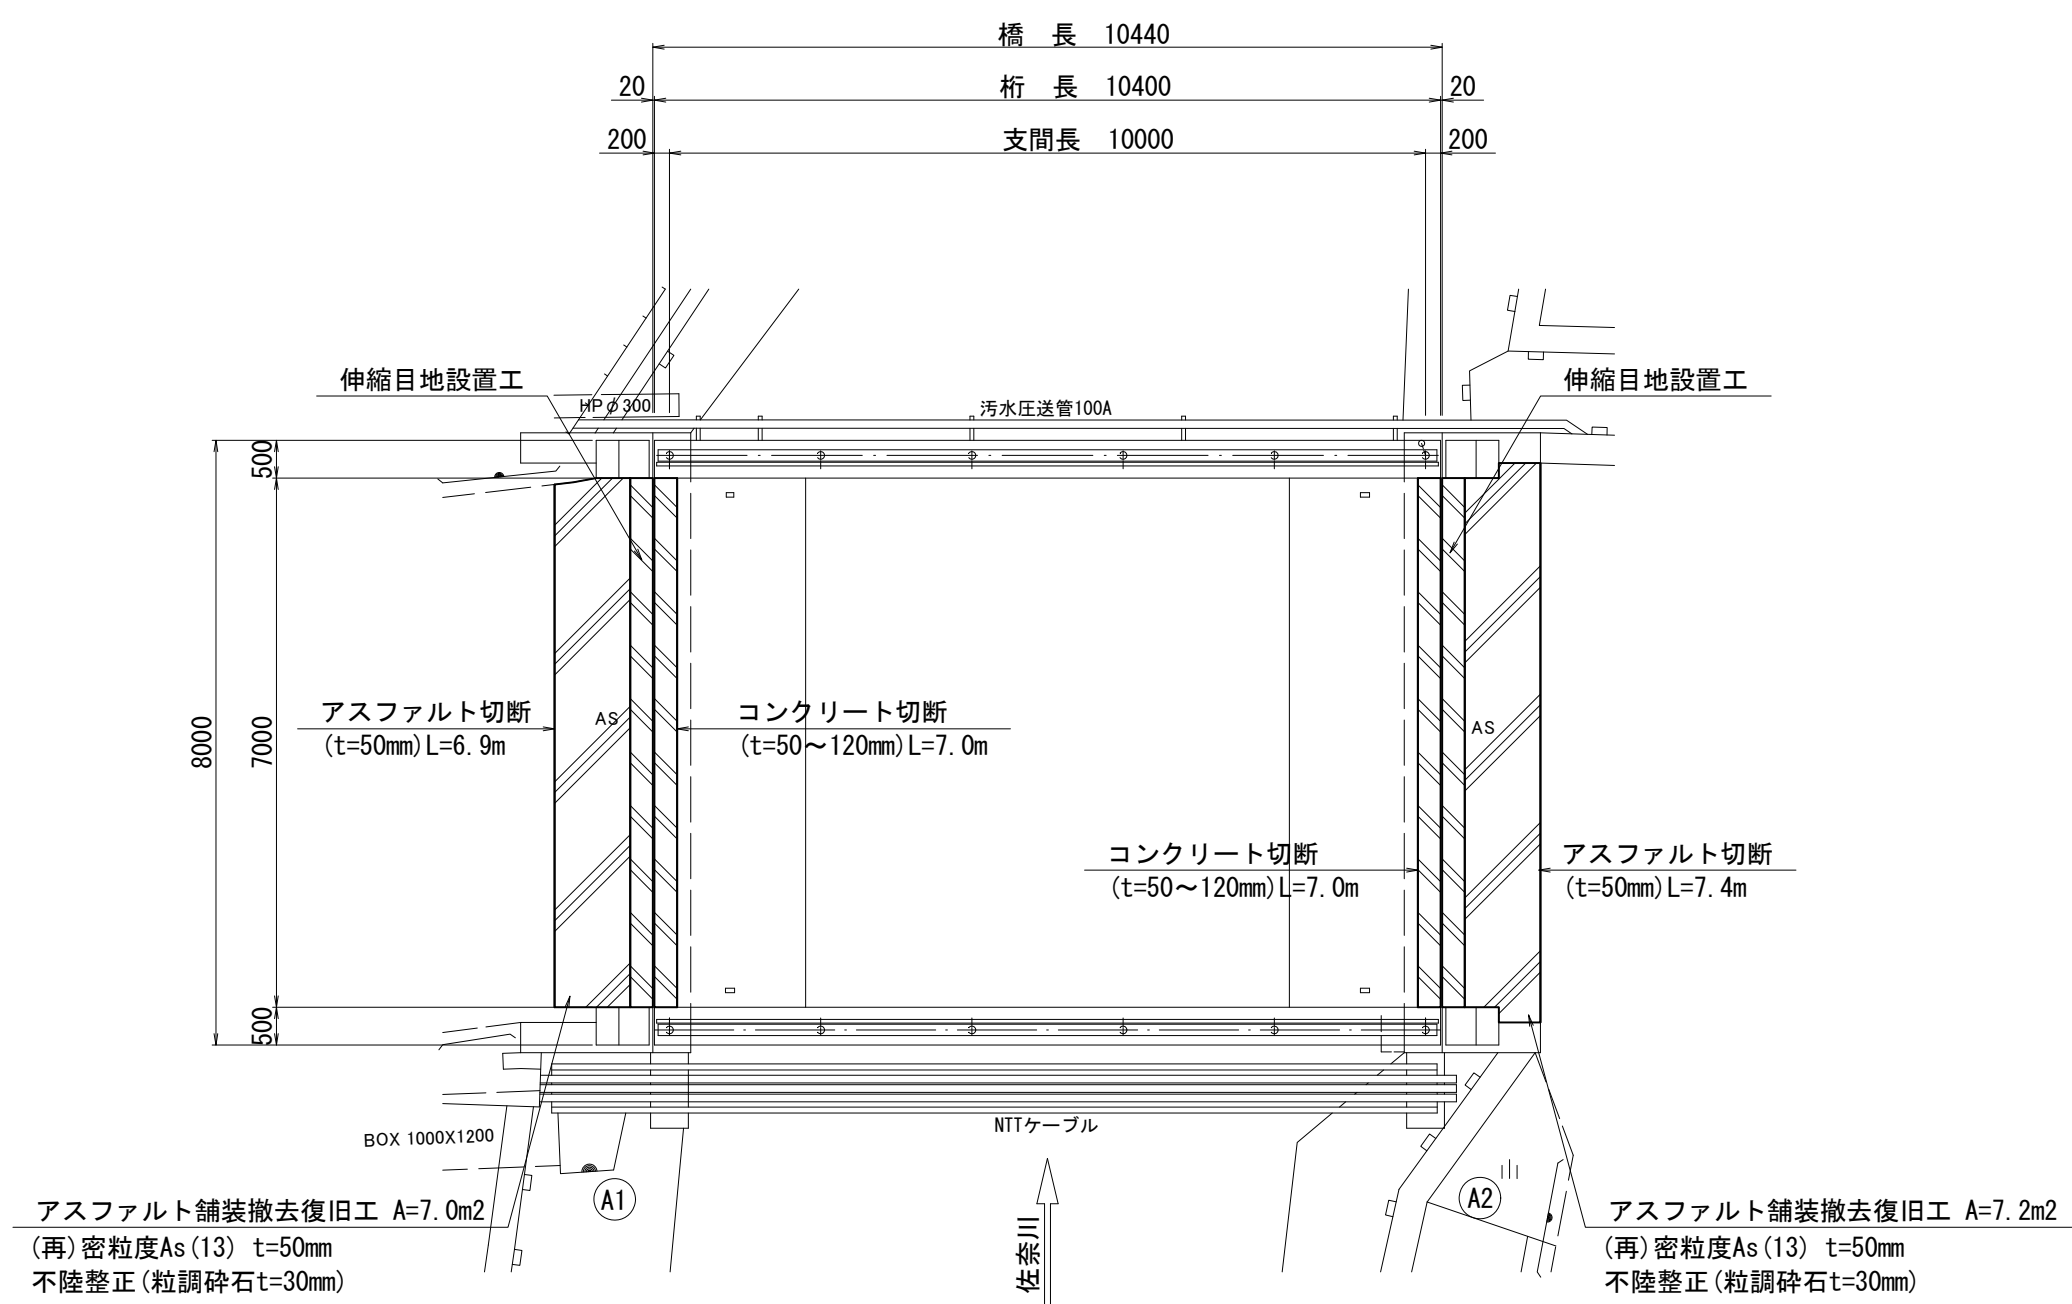 橋 長 10440
20 桁 長 10400 20
200 支間長 10000 200
伸縮目地設置工
伸縮目地設置工
HPφ300
汚水圧送管100A
500
8000
7000
500
アスファルト切断
(t=50mm)L=6.9m
AS
コンクリート切断
(t=50～120mm)L=7.0m
AS
コンクリート切断
(t=50～120mm)L=7.0m
アスファルト切断
(t=50mm)L=7.4m
BOX 1000X1200
NTTケーブル
A1
A2
佐奈川
アスファルト舗装撤去復旧工 A=7.0m2
(再)密粒度As(13) t=50mm
不陸整正(粒調砕石t=30mm)
アスファルト舗装撤去復旧工 A=7.2m2
(再)密粒度As(13) t=50mm
不陸整正(粒調砕石t=30mm)